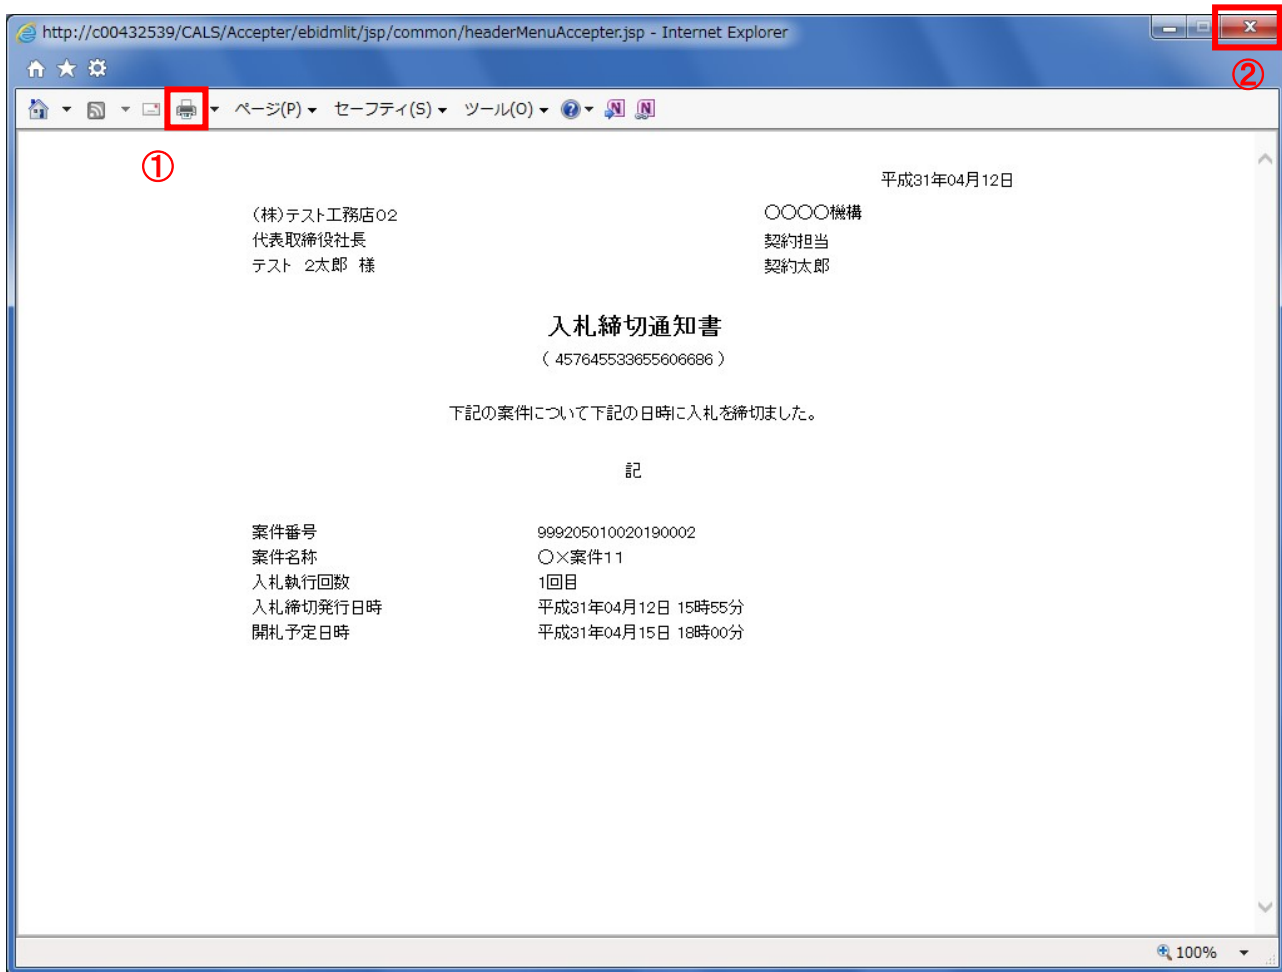 http://c00432539/CALS/Accepter/ebidmlit/jsp/common/headerMenuAccepter.jsp - Internet Explorer
②
ページ(P) セーフティ(S) ツール(O)
①
平成31年04月12日
(株)テスト工務店02 〇〇〇〇機構
代表取締役社長 契約担当
テスト 2太郎 様 契約太郎
入札締切通知書
( 457645533655606686 )
下記の案件について下記の日時に入札を締切ました。
記
案件番号 999205010020190002
案件名称 〇×案件11
入札執行回数 1回目
入札締切発行日時 平成31年04月12日 15時55分
開札予定日時 平成31年04月15日 18時00分
100%